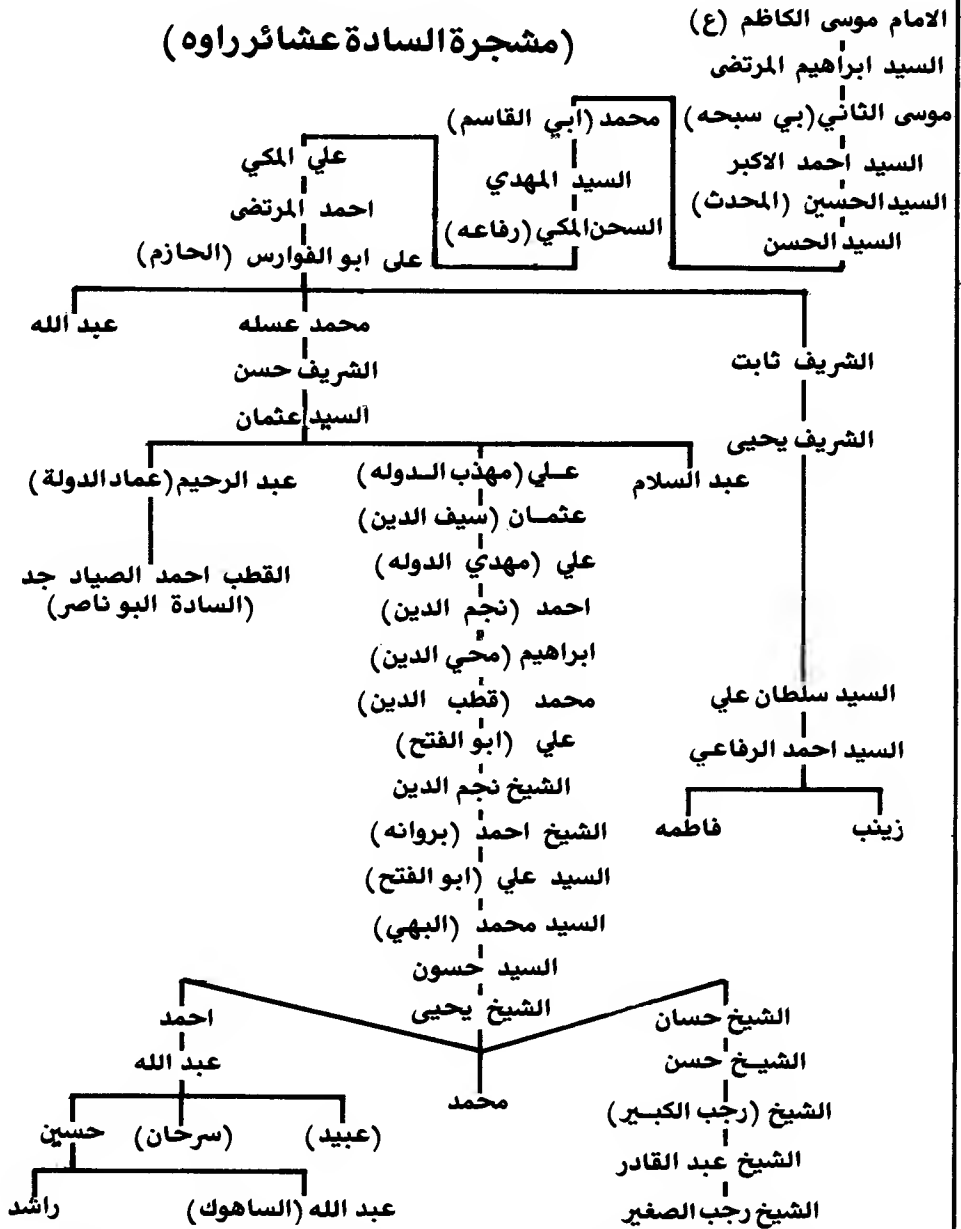 (مشجرة السادة عشائر راوه)
الامام موسى الكاظم (ع)
السيد ابراهيم المرتضى
موسى الثاني (بي سبحه)
السيد احمد الاكبر
السيد الحسين (المحدث)
السيد الحسن
محمد (ابي القاسم)
السيد المهدي
السحن المكي (رفاعه)
علي المكي
احمد المرتضى
على ابو الفوارس (الحازم)
الشريف ثابت
الشريف يحيى
السيد سلطان علي
السيد احمد الرفاعي
زينب
فاطمه
محمد عسله
الشريف حسن
السيد عثمان
عبد الله
عبد السلام
عـلي (مهذب الـدوله)
عثمـان (سيف الدين)
علي (مهدي الدوله)
احمد (نجم الدين)
ابراهيم (محي الدين)
محمد (قطب الدين)
علي (ابو الفتح)
الشيخ نجم الدين
الشيخ احمد (بروانه)
السيد علي (ابو الفتح)
السيد محمد (البهي)
السيد حسون
الشيخ يحيى
عبد الرحيم (عماد الدولة)
القطب احمد الصياد جد
(السادة البو ناصر)
الشيخ حسان
الشيـخ حسن
الشيخ (رجب الكبـير)
الشيخ عبد القادر
الشيخ رجب الصغير
محمد
احمد
عبد الله
(عبيد)
(سرحان)
حسين
عبد الله (الساهوك)
راشد